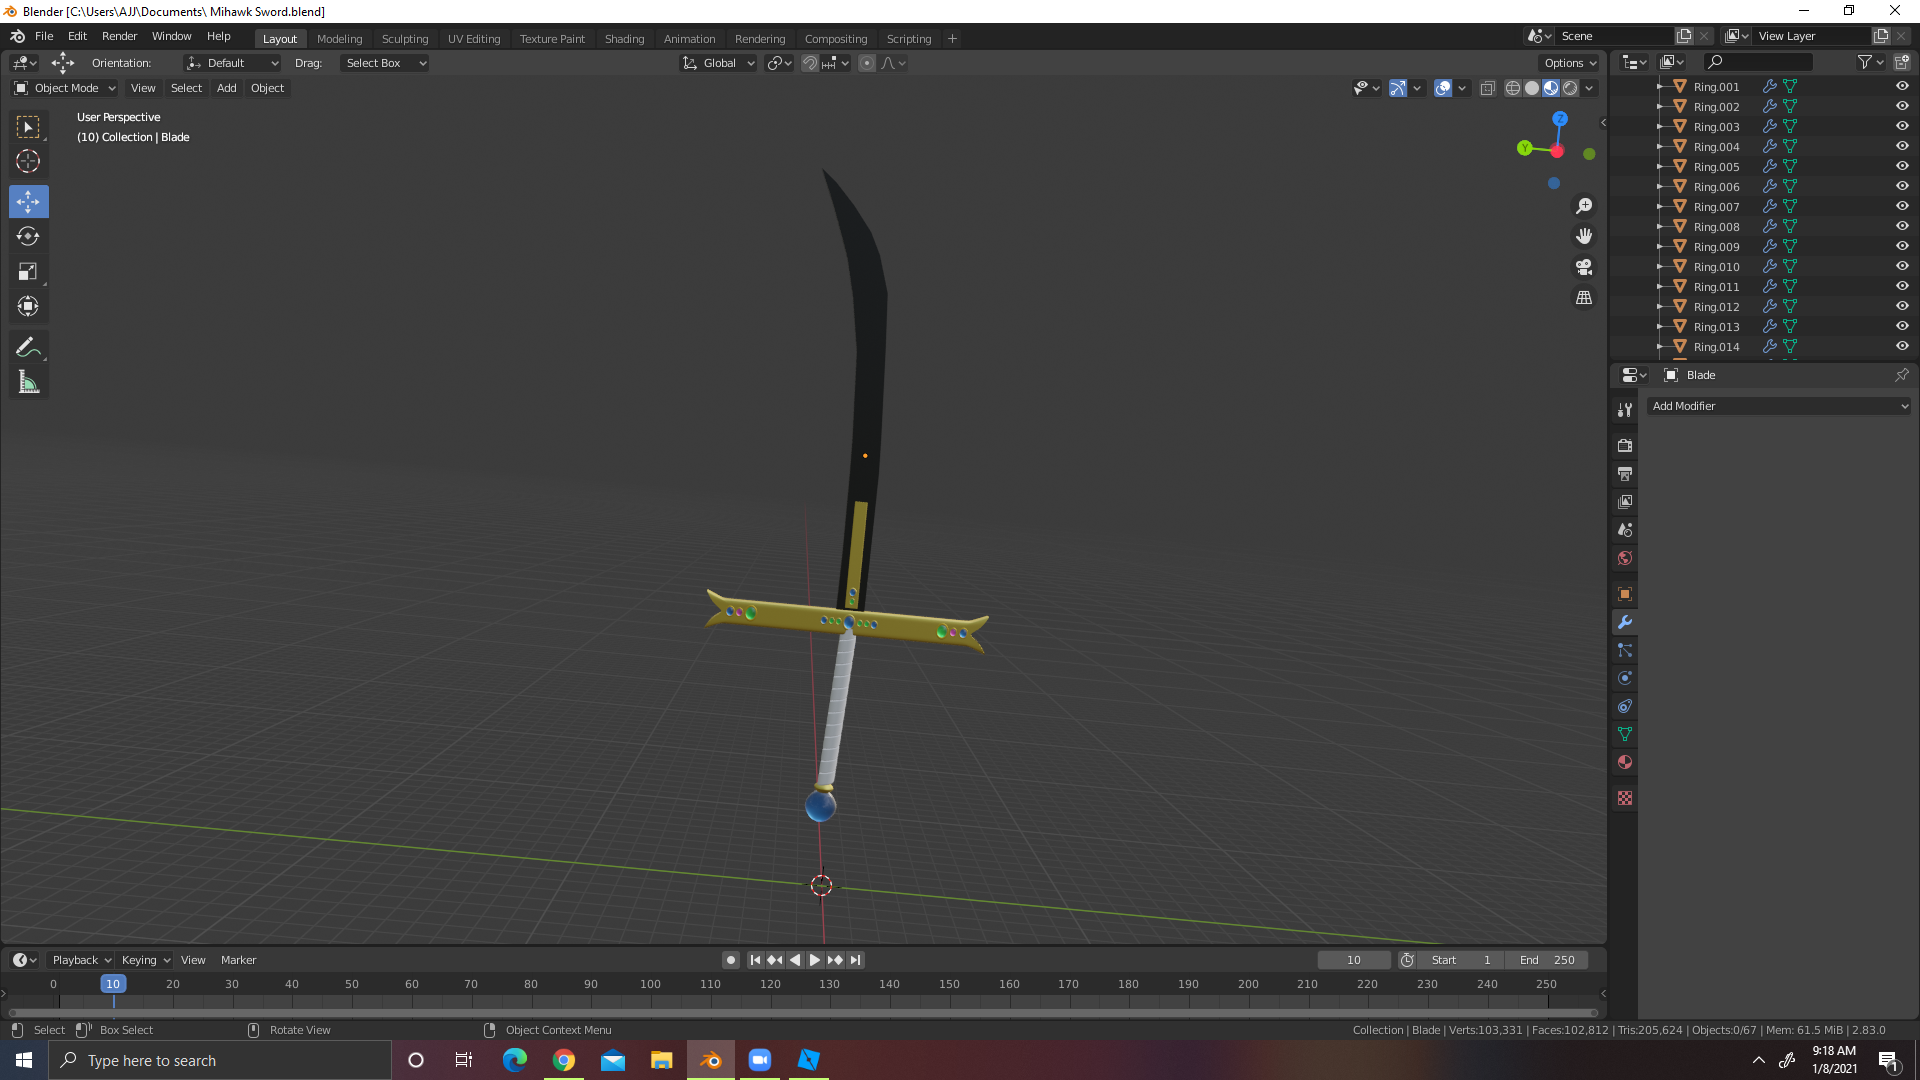 Blender [C:\Users\AJJ\Documents\ Mihawk Sword.blend]
File Edit Render Window Help Layout Modeling Sculpting UV Editing Texture Paint Shading Animation Rendering Compositing Scripting + Scene View Layer
Orientation: Default Drag: Select Box Global Options
Object Mode View Select Add Object
User Perspective
(10) Collection | Blade
Z
Y
Ring.001
Ring.002
Ring.003
Ring.004
Ring.005
Ring.006
Ring.007
Ring.008
Ring.009
Ring.010
Ring.011
Ring.012
Ring.013
Ring.014
Blade
Add Modifier
Playback Keying View Marker 10 Start 1 End 250
0 10 20 30 40 50 60 70 80 90 100 110 120 130 140 150 160 170 180 190 200 210 220 230 240 250
Select Box Select Rotate View Object Context Menu Collection | Blade | Verts:103,331 | Faces:102,812 | Tris:205,624 | Objects:0/67 | Mem: 61.5 MiB | 2.83.0
Type here to search
9:18 AM
1/8/2021
1